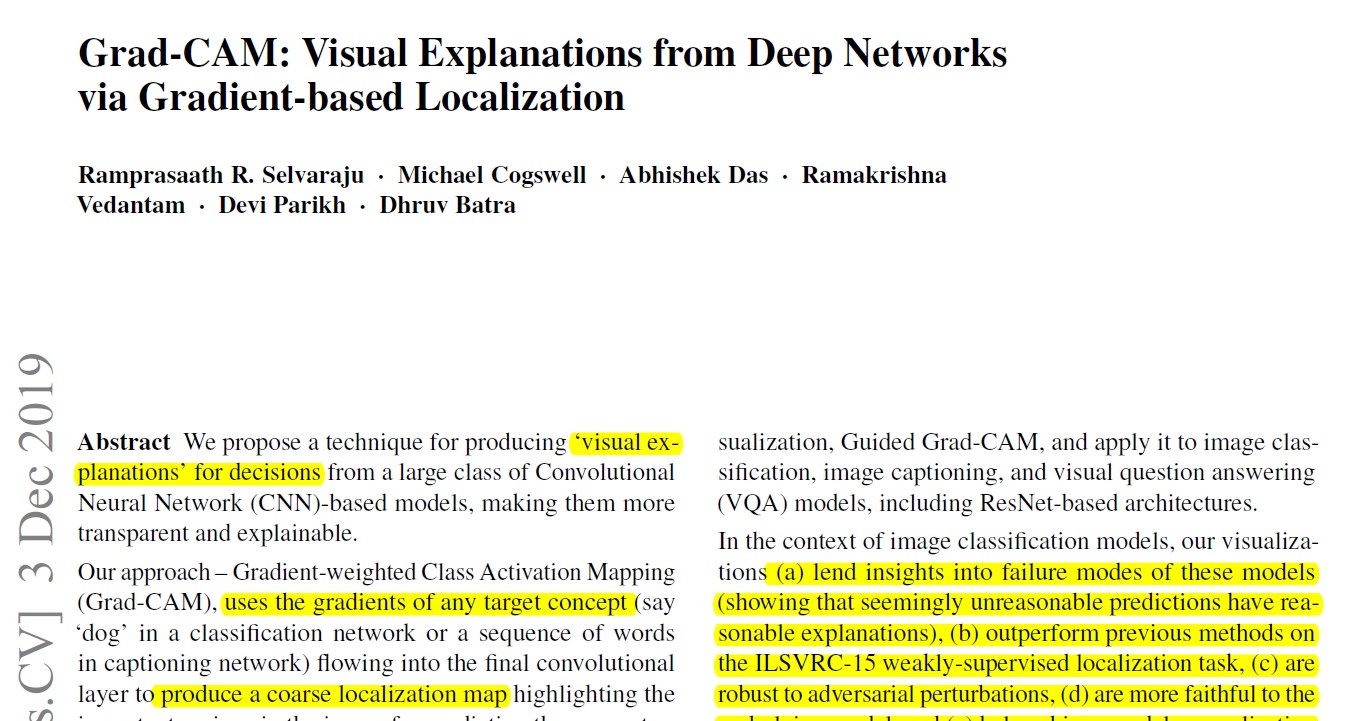 Grad-CAM: Visual Explanations from Deep Networks
via Gradient-based Localization
Ramprasaath R. Selvaraju · Michael Cogswell · Abhishek Das · Ramakrishna
Vedantam · Devi Parikh · Dhruv Batra
s.CV] 3 Dec 2019
Abstract We propose a technique for producing ‘visual ex-
planations’ for decisions from a large class of Convolutional
Neural Network (CNN)-based models, making them more
transparent and explainable.
Our approach – Gradient-weighted Class Activation Mapping
(Grad-CAM), uses the gradients of any target concept (say
‘dog’ in a classification network or a sequence of words
in captioning network) flowing into the final convolutional
layer to produce a coarse localization map highlighting the
sualization, Guided Grad-CAM, and apply it to image clas-
sification, image captioning, and visual question answering
(VQA) models, including ResNet-based architectures.
In the context of image classification models, our visualiza-
tions (a) lend insights into failure modes of these models
(showing that seemingly unreasonable predictions have rea-
sonable explanations), (b) outperform previous methods on
the ILSVRC-15 weakly-supervised localization task, (c) are
robust to adversarial perturbations, (d) are more faithful to the